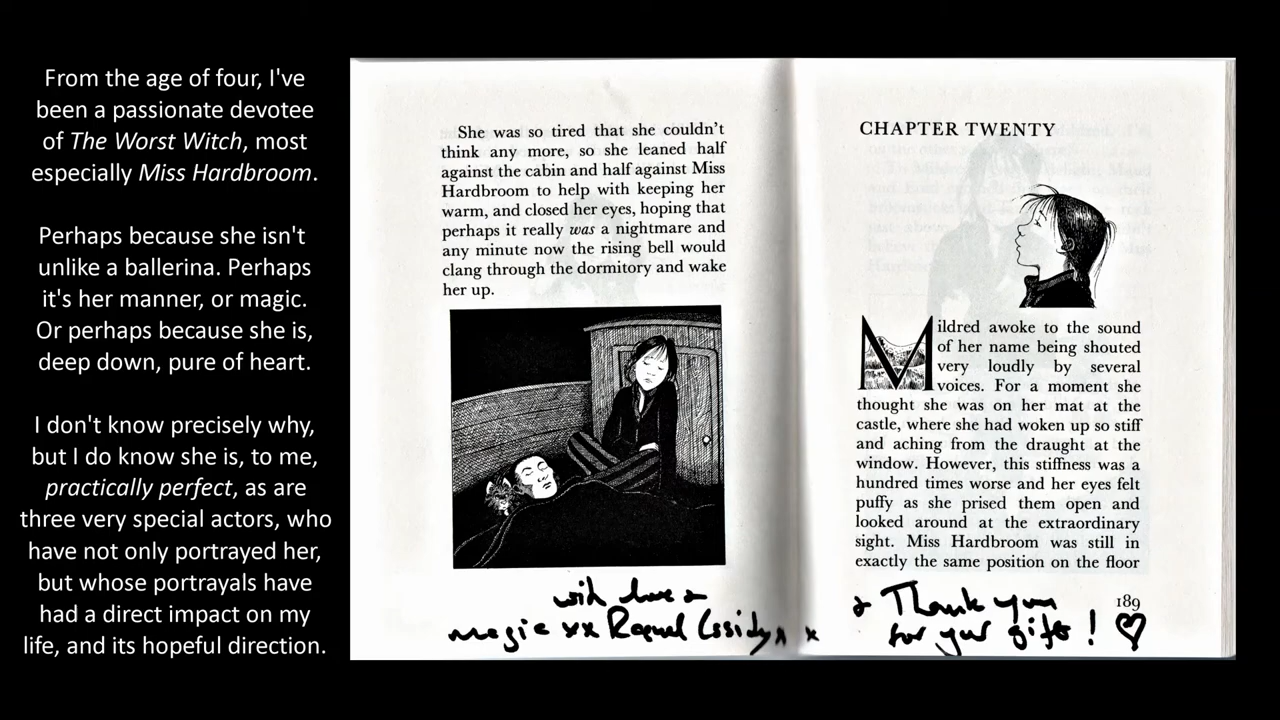 From the age of four, I've
been a passionate devotee
of The Worst Witch, most
especially Miss Hardbroom.
Perhaps because she isn't
unlike a ballerina. Perhaps
it's her manner, or magic.
Or perhaps because she is,
deep down, pure of heart.
I don't know precisely why,
but I do know she is, to me,
practically perfect, as are
three very special actors, who
have not only portrayed her,
but whose portrayals have
had a direct impact on my
life, and its hopeful direction.
She was so tired that she couldn't
think any more, so she leaned half
against the cabin and half against Miss
Hardbroom to help with keeping her
warm, and closed her eyes, hoping that
perhaps it really was a nightmare and
any minute now the rising bell would
clang through the dormitory and wake
her up.
with love &
magic xx Raquel Cassidy x x
CHAPTER TWENTY
Mildred awoke to the sound
of her name being shouted
very loudly by several
voices. For a moment she
thought she was on her mat at the
castle, where she had woken up so stiff
and aching from the draught at the
window. However, this stiffness was a
hundred times worse and her eyes felt
puffy as she prised them open and
looked around at the extraordinary
sight. Miss Hardbroom was still in
exactly the same position on the floor
189
& Thank you
for your gifts!